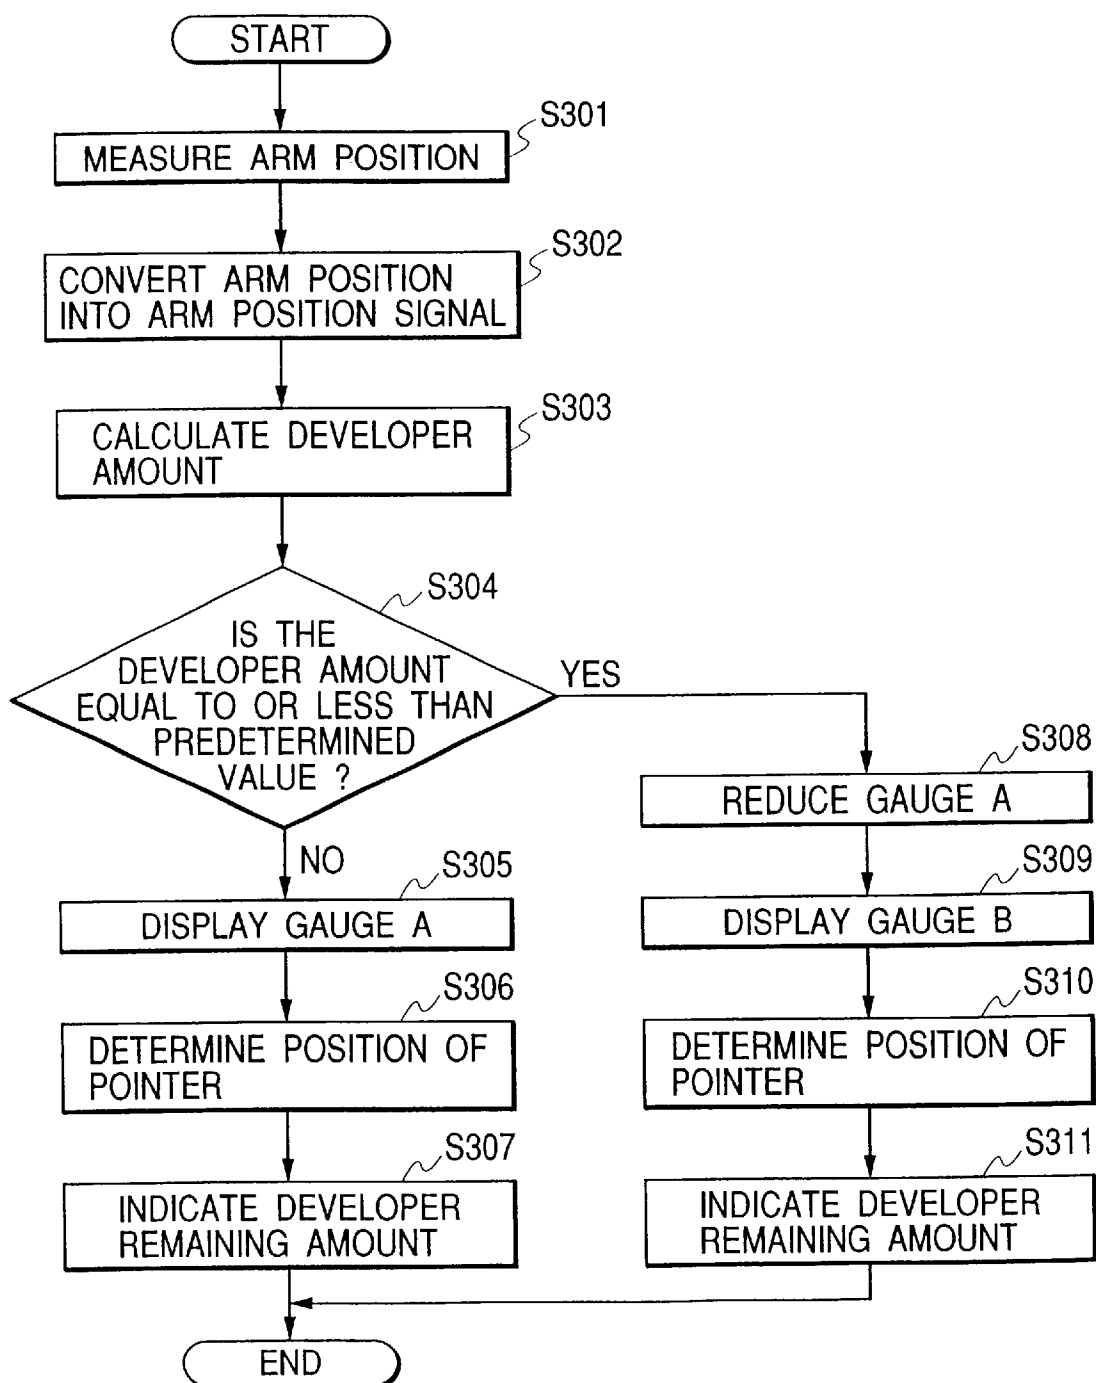 START
S301
MEASURE ARM POSITION
S302
CONVERT ARM POSITION
INTO ARM POSITION SIGNAL
S303
CALCULATE DEVELOPER
AMOUNT
S304
IS THE
DEVELOPER AMOUNT
EQUAL TO OR LESS THAN
PREDETERMINED
VALUE ?
YES
NO
S305
DISPLAY GAUGE A
S306
DETERMINE POSITION OF
POINTER
S307
INDICATE DEVELOPER
REMAINING AMOUNT
S308
REDUCE GAUGE A
S309
DISPLAY GAUGE B
S310
DETERMINE POSITION OF
POINTER
S311
INDICATE DEVELOPER
REMAINING AMOUNT
END